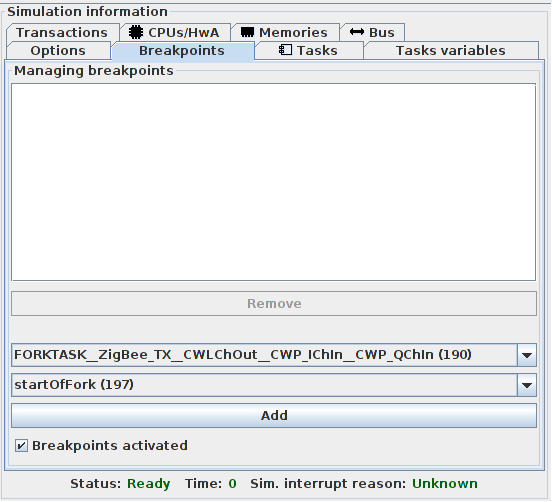 Simulation information
Transactions CPUs/HwA Memories Bus
Options Breakpoints Tasks Tasks variables
Managing breakpoints
Remove
FORKTASK__ZigBee_TX__CWLChOut__CWP_IChIn__CWP_QChIn (190)
startOfFork (197)
Add
Breakpoints activated
Status: Ready Time: 0 Sim. interrupt reason: Unknown